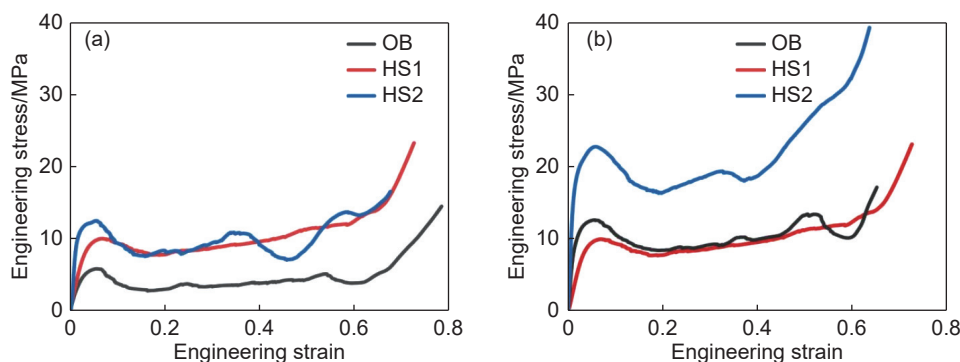 (a)
OB
HS1
HS2
Engineering stress/MPa
40
30
20
10
0
0
0.2
0.4
0.6
0.8
Engineering strain
(b)
OB
HS1
HS2
Engineering stress/MPa
40
30
20
10
0
0
0.2
0.4
0.6
0.8
Engineering strain